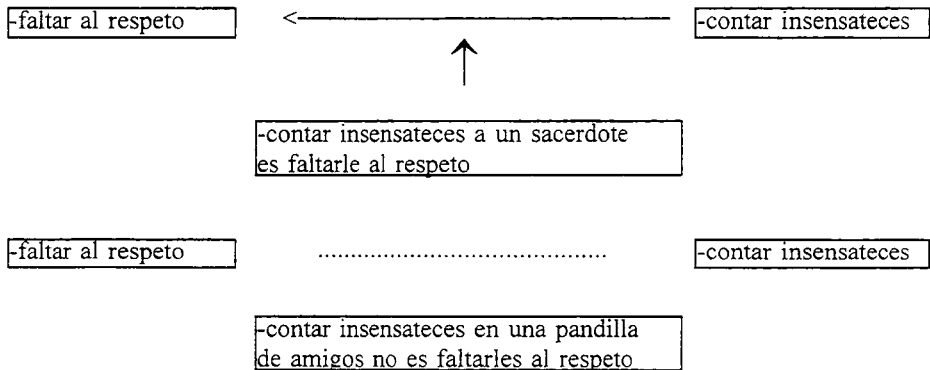 -faltar al respeto -contar insensateces
-contar insensateces a un sacerdote
es faltarle al respeto
-faltar al respeto ........................................ -contar insensateces
-contar insensateces en una pandilla
de amigos no es faltarles al respeto